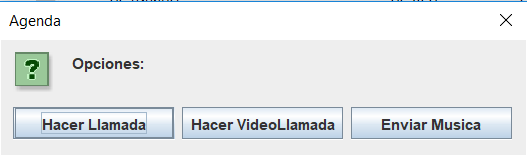 Agenda
?
Opciones:
Hacer Llamada
Hacer VideoLlamada
Enviar Musica